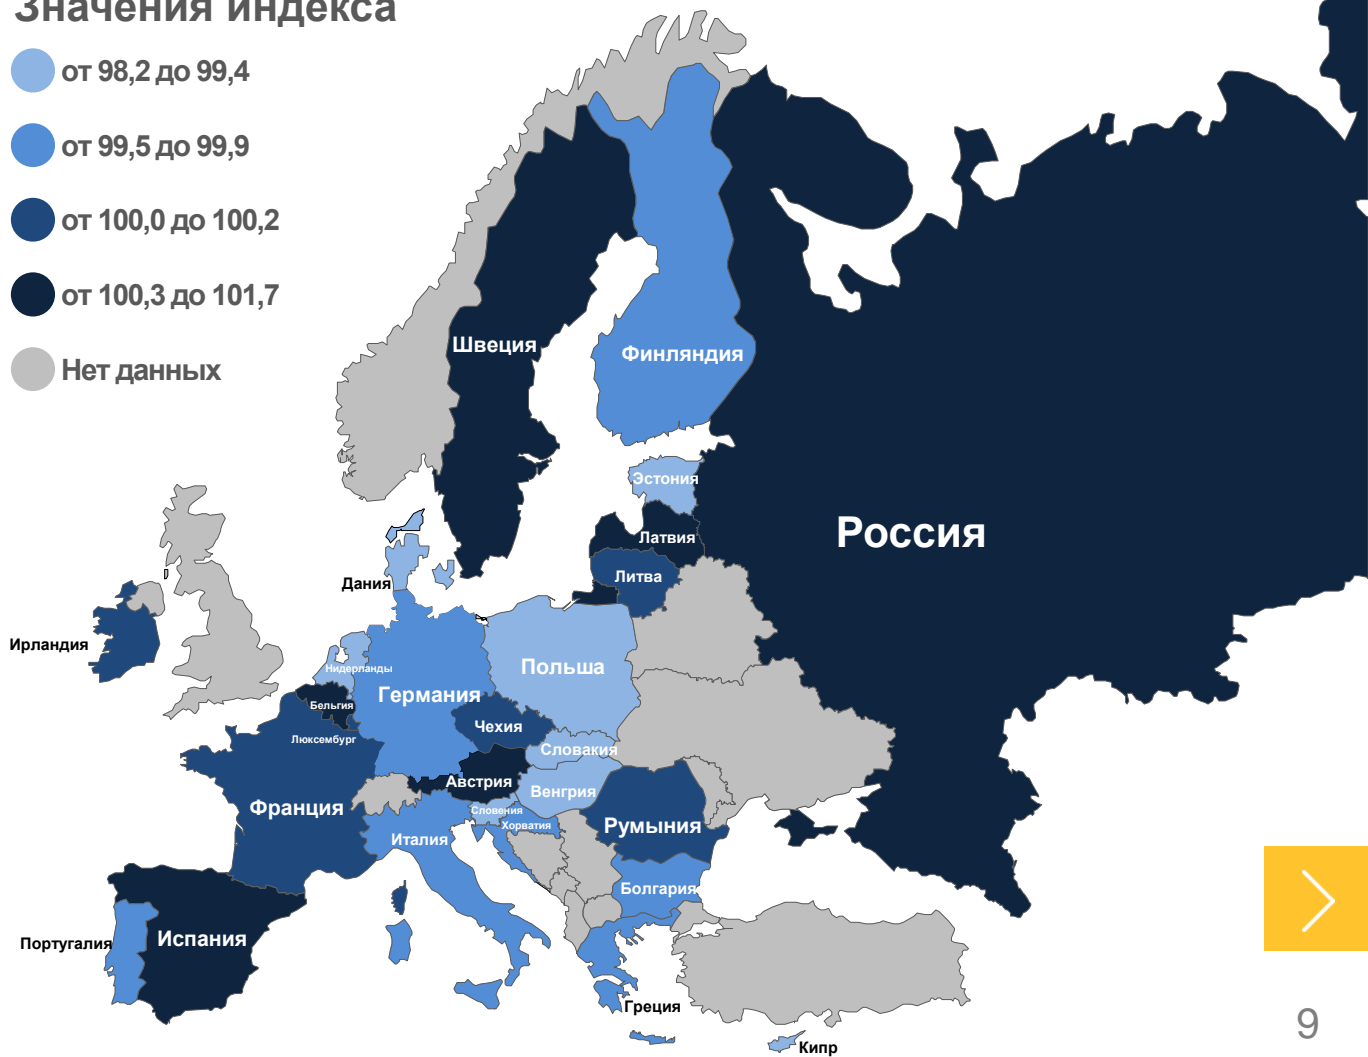 Значения индекса
от 98,2 до 99,4
от 99,5 до 99,9
от 100,0 до 100,2
от 100,3 до 101,7
Нет данных
Швеция
Финляндия
Эстония
Россия
Латвия
Литва
Дания
Ирландия
Польша
Нидерланды
Германия
Бельгия
Чехия
Люксембург
Словакия
Австрия
Венгрия
Франция
Словения
Хорватия
Румыния
Италия
Болгария
Португалия
Испания
Греция
Кипр
9